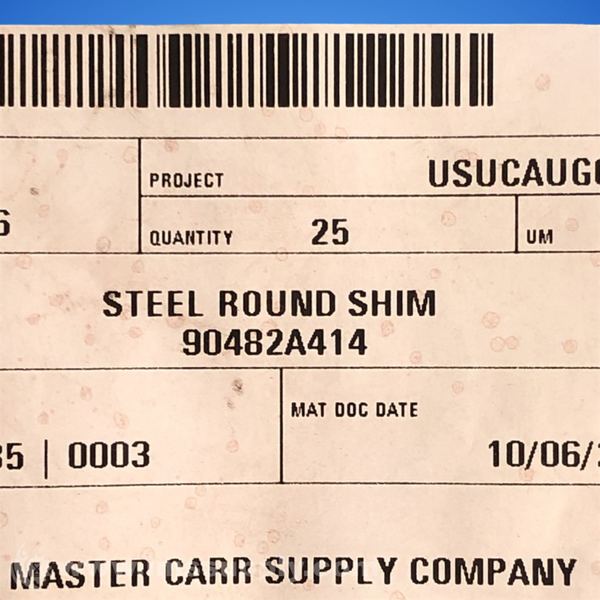 PROJECT USUCAUG
6 QUANTITY 25 UM
STEEL ROUND SHIM
90482A414
MAT DOC DATE
35 | 0003 10/06/
MASTER CARR SUPPLY COMPANY